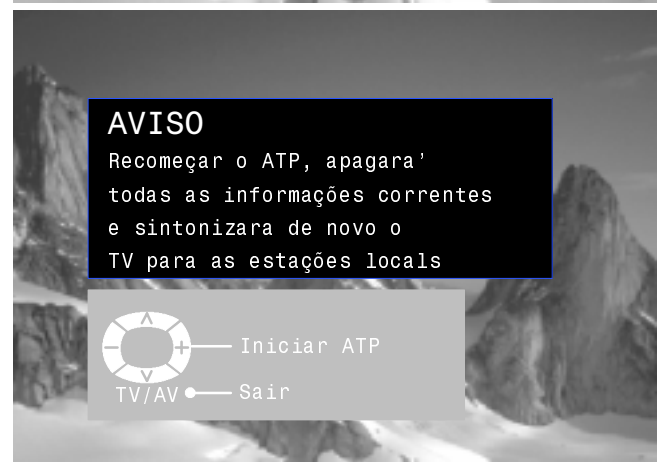 AVISO
Recomeçar o ATP, apagara'
todas as informações correntes
e sintonizara de novo o
TV para as estações locals
Iniciar ATP
TV/AV
Sair